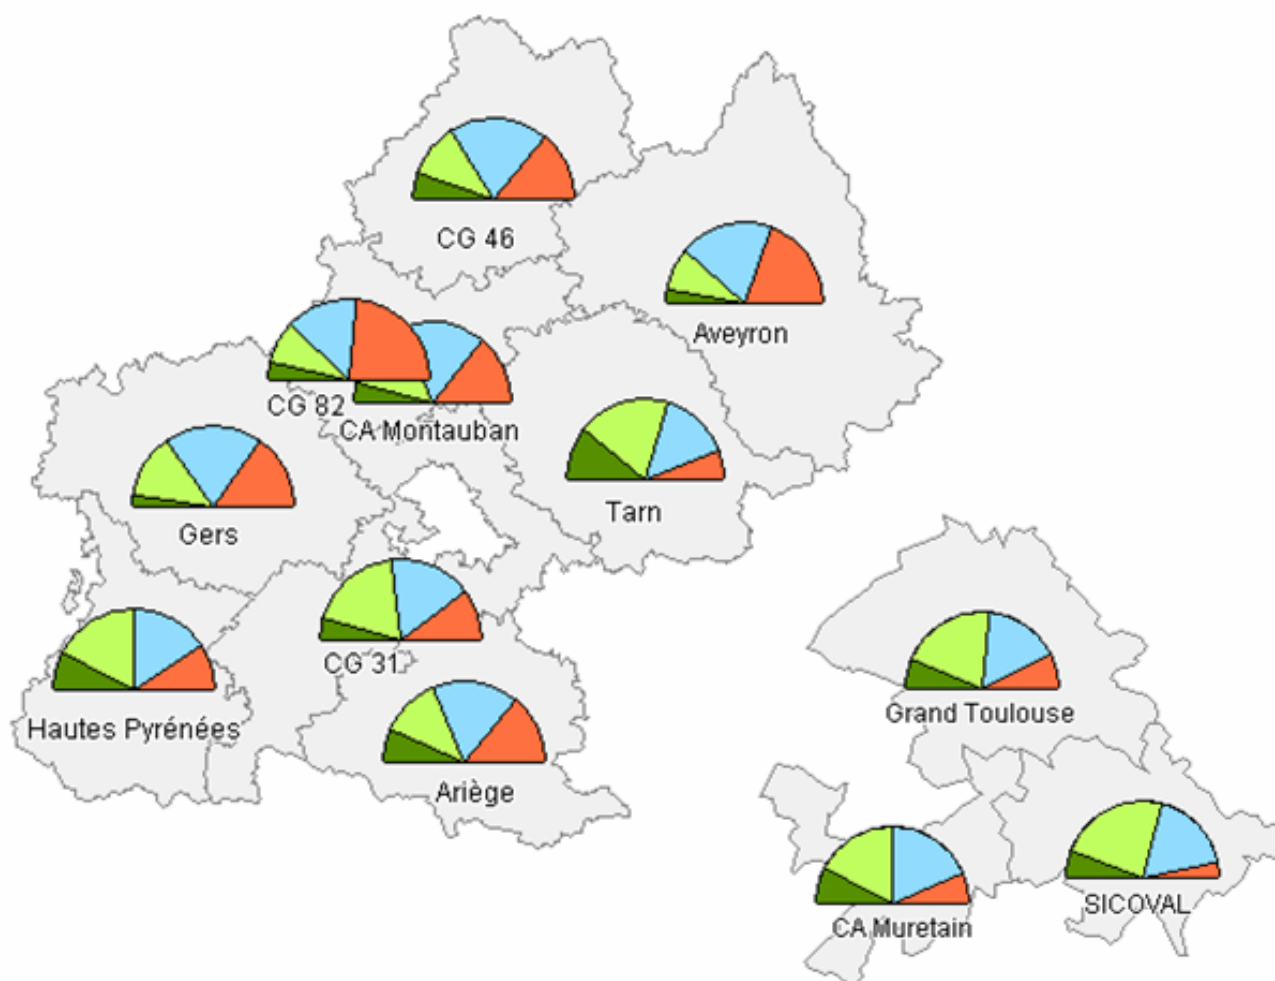 CG 46
Aveyron
CG 82
CA Montauban
Tarn
Gers
CG 31
Hautes Pyrénées
Ariège
Grand Toulouse
SICOVAL
CA Muretain